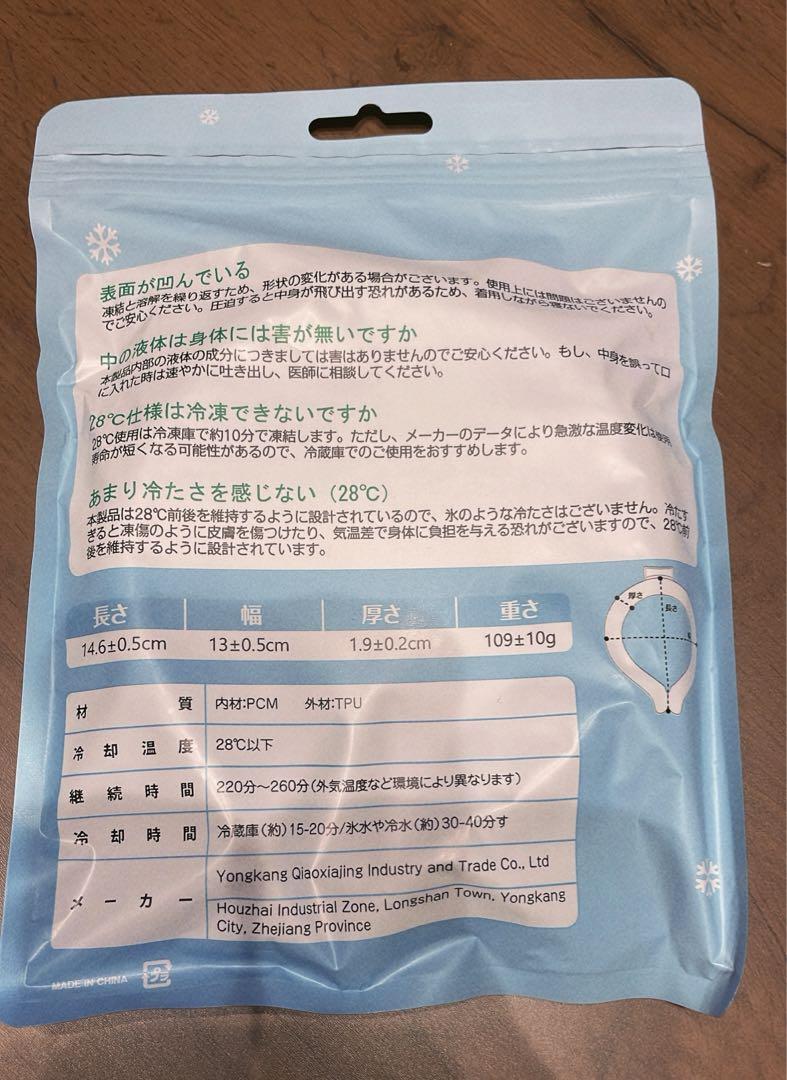 表面が凹んでいる
凍結と溶解を繰り返すため、形状の変化がある場合がございます。使用上には問題はございませんの
でご安心ください。圧迫すると中身が飛び出す恐れがあるため、着用しながら寝ないでください。
中の液体は身体には害が無いですか
本製品内部の液体の成分につきましては害はありませんのでご安心ください。もし、中身を誤って口
に入れた時は速やかに吐き出し、医師に相談してください。
28℃仕様は冷凍できないですか
28℃使用は冷凍庫で約10分で凍結します。ただし、メーカーのデータにより急激な温度変化は使用
寿命が短くなる可能性があるので、冷蔵庫でのご使用をおすすめします。
あまり冷たさを感じない（28℃）
本製品は28℃前後を維持するように設計されているので、氷のような冷たさはございません。冷たす
ぎると凍傷のように皮膚を傷つけたり、気温差で身体に負担を与える恐れがございますので、28℃前
後を維持するように設計されています。
長さ 幅 厚さ 重さ
14.6±0.5cm 13±0.5cm 1.9±0.2cm 109±10g
厚さ
長さ
材質 内材:PCM 外材:TPU
冷却温度 28℃以下
継続時間 220分～260分(外気温度など環境により異なります)
冷却時間 冷蔵庫(約)15-20分/氷水や冷水(約)30-40分す
メーカー Yongkang Qiaoxiajing Industry and Trade Co., Ltd
Houzhai Industrial Zone, Longshan Town, Yongkang
City, Zhejiang Province
MADE IN CHINA プラ